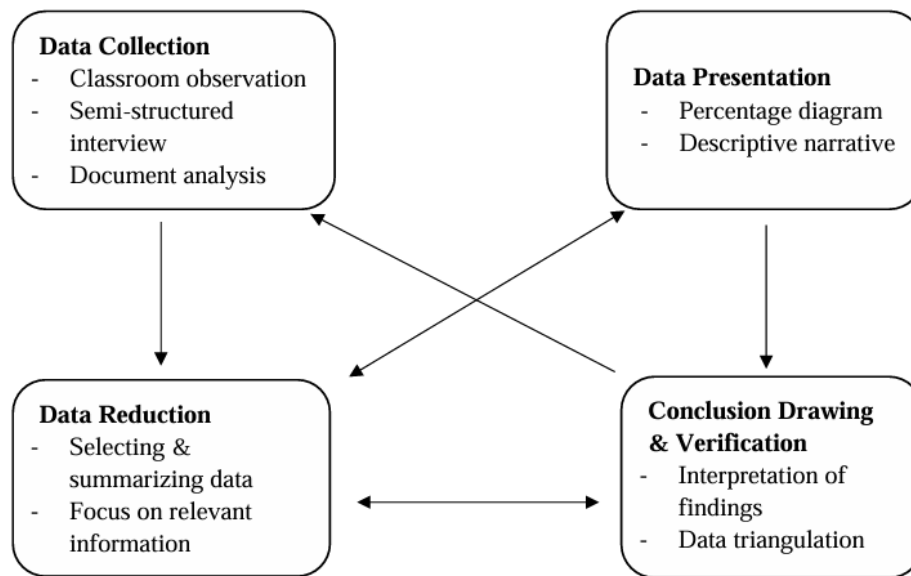 Data Collection
- Classroom observation
- Semi-structured
interview
- Document analysis
Data Presentation
- Percentage diagram
- Descriptive narrative
Data Reduction
- Selecting &
summarizing data
- Focus on relevant
information
Conclusion Drawing
& Verification
- Interpretation of
findings
- Data triangulation